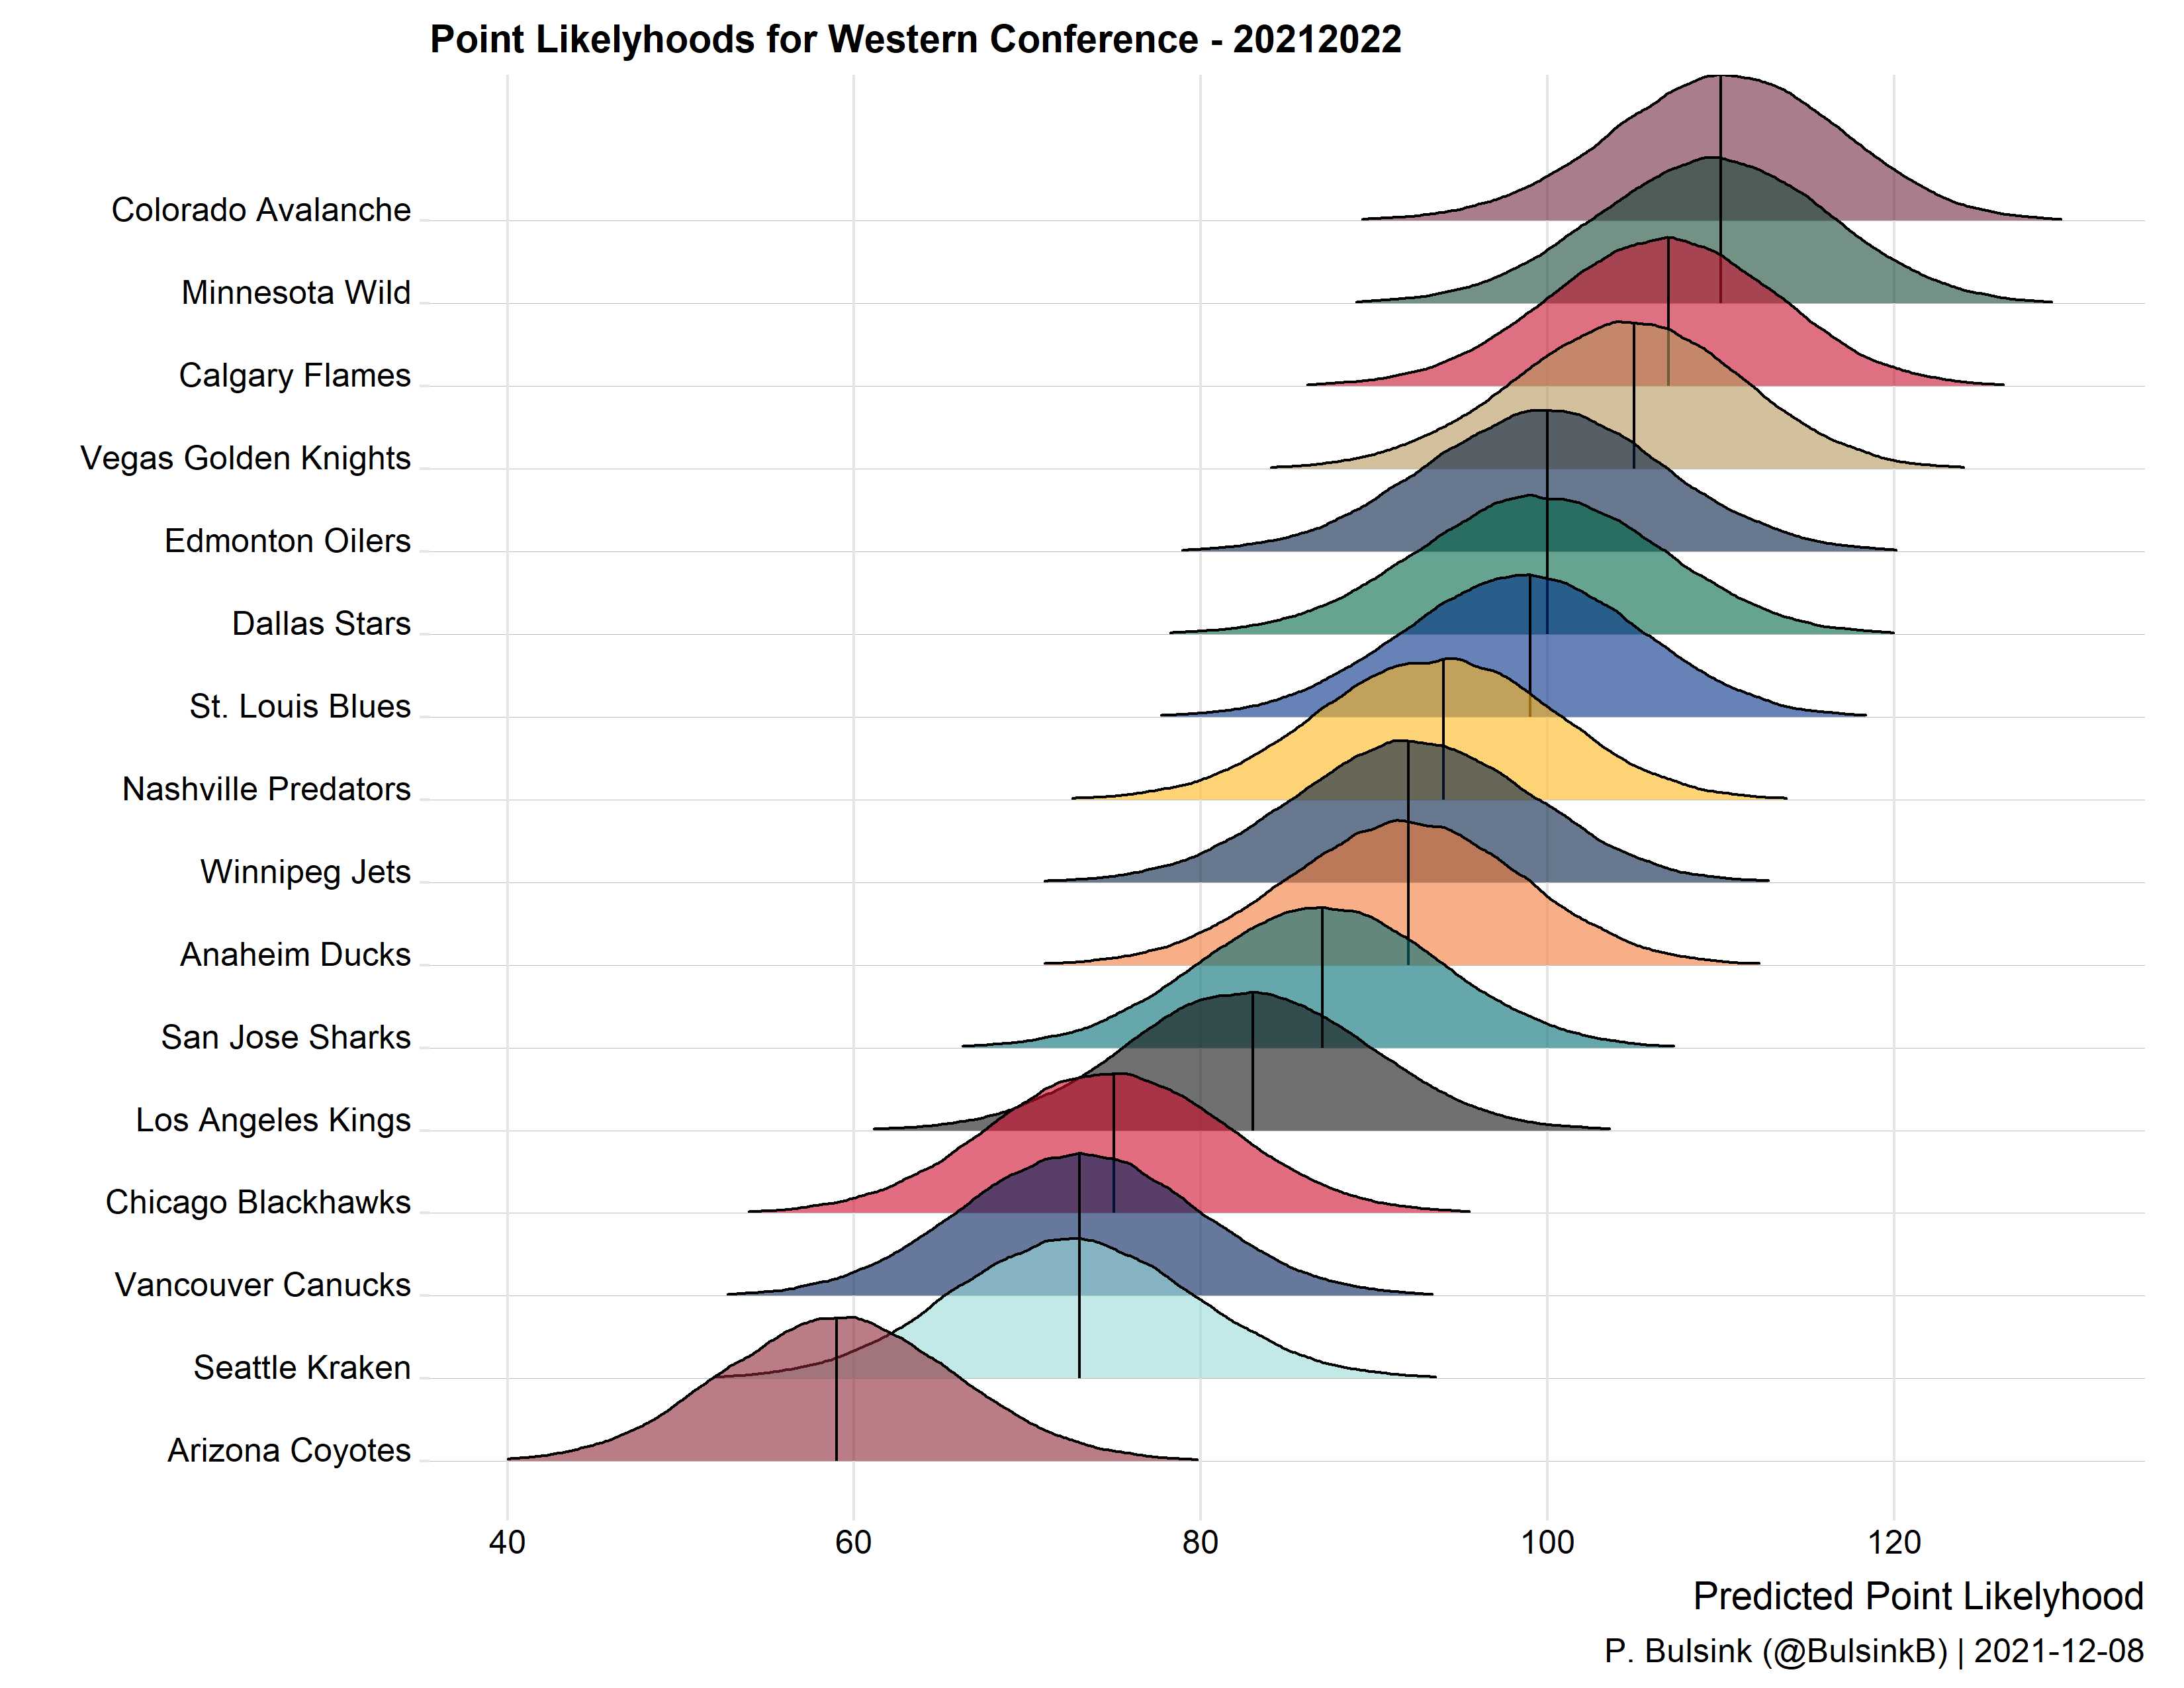 Point Likelyhoods for Western Conference - 20212022
Colorado Avalanche
Minnesota Wild
Calgary Flames
Vegas Golden Knights
Edmonton Oilers
Dallas Stars
St. Louis Blues
Nashville Predators
Winnipeg Jets
Anaheim Ducks
San Jose Sharks
Los Angeles Kings
Chicago Blackhawks
Vancouver Canucks
Seattle Kraken
Arizona Coyotes
40 60 80 100 120
Predicted Point Likelyhood
P. Bulsink (@BulsinkB) | 2021-12-08